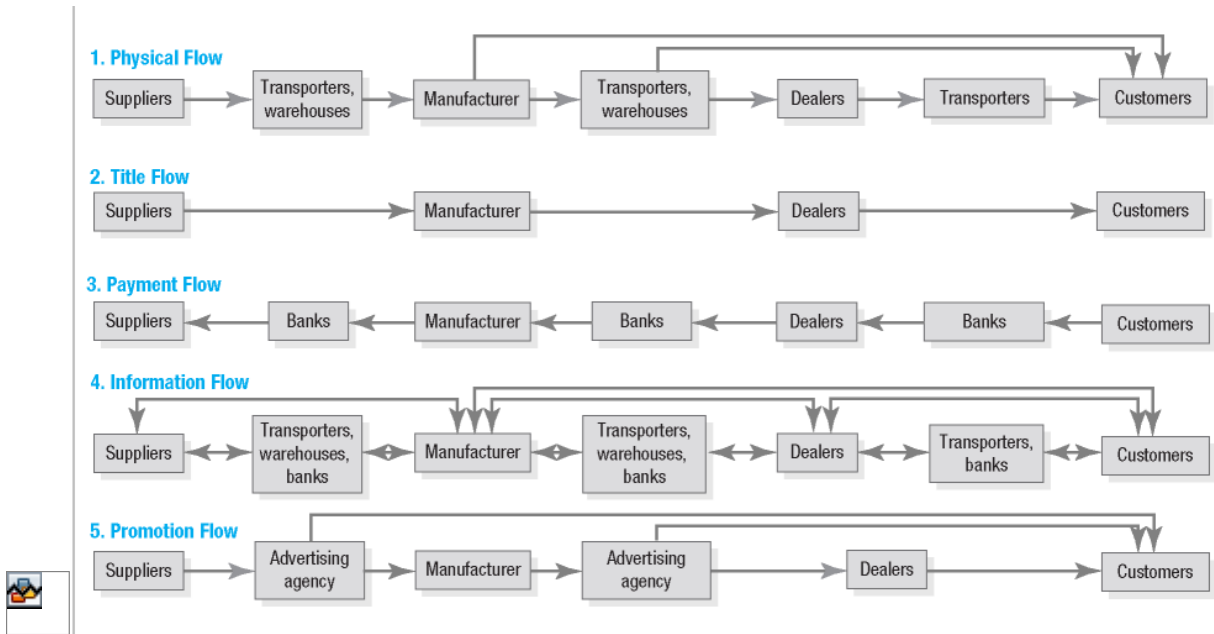 1. Physical Flow
Suppliers
Transporters,
warehouses
Manufacturer
Transporters,
warehouses
Dealers
Transporters
Customers
2. Title Flow
Suppliers
Manufacturer
Dealers
Customers
3. Payment Flow
Suppliers
Banks
Manufacturer
Banks
Dealers
Banks
Customers
4. Information Flow
Suppliers
Transporters,
warehouses,
banks
Manufacturer
Transporters,
warehouses,
banks
Dealers
Transporters,
banks
Customers
5. Promotion Flow
Suppliers
Advertising
agency
Manufacturer
Advertising
agency
Dealers
Customers